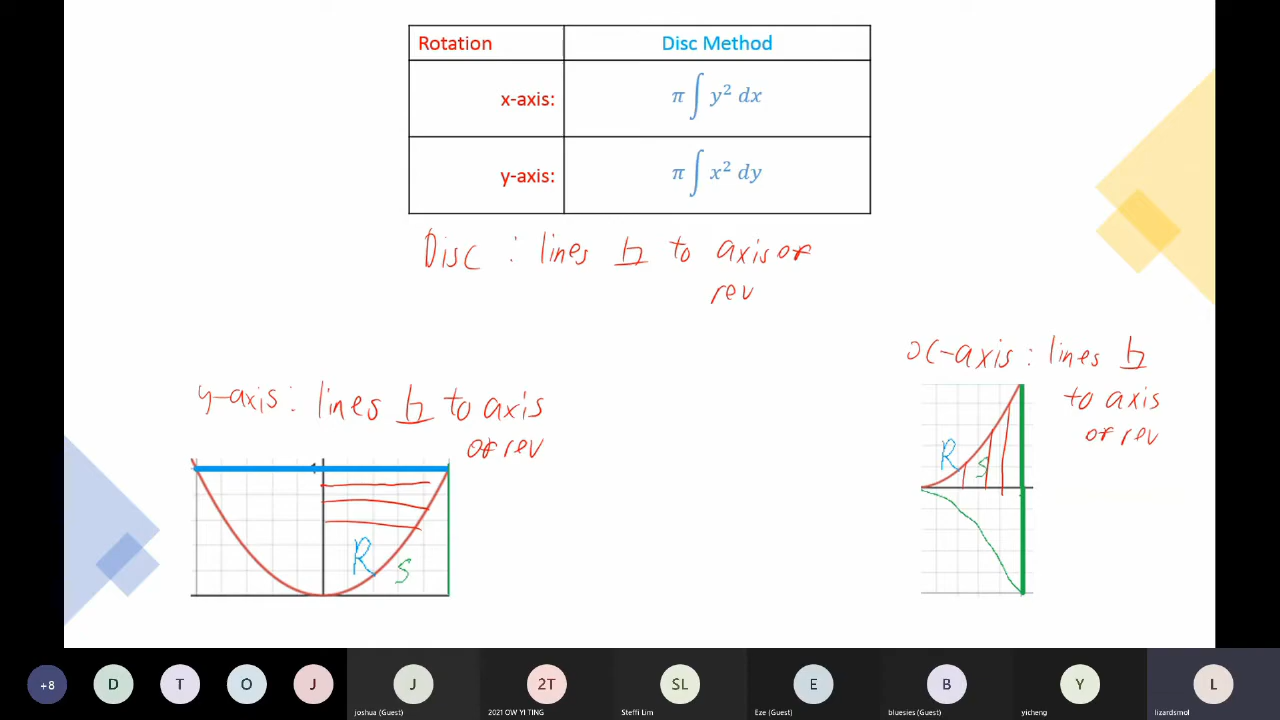 Rotation
Disc Method
x-axis:
π∫ y² dx
y-axis:
π∫ x² dy
Disc : lines ⊥ to axis of
rev
x-axis : lines ⊥
to axis
of rev
y-axis : lines ⊥ to axis
of rev
R
S
R
S
+8
D
T
O
J
J
joshua (Guest)
2T
2021 OW YI TING
SL
Steffi Lim
E
Eze (Guest)
B
bluesies (Guest)
Y
yicheng
L
lizardsmol